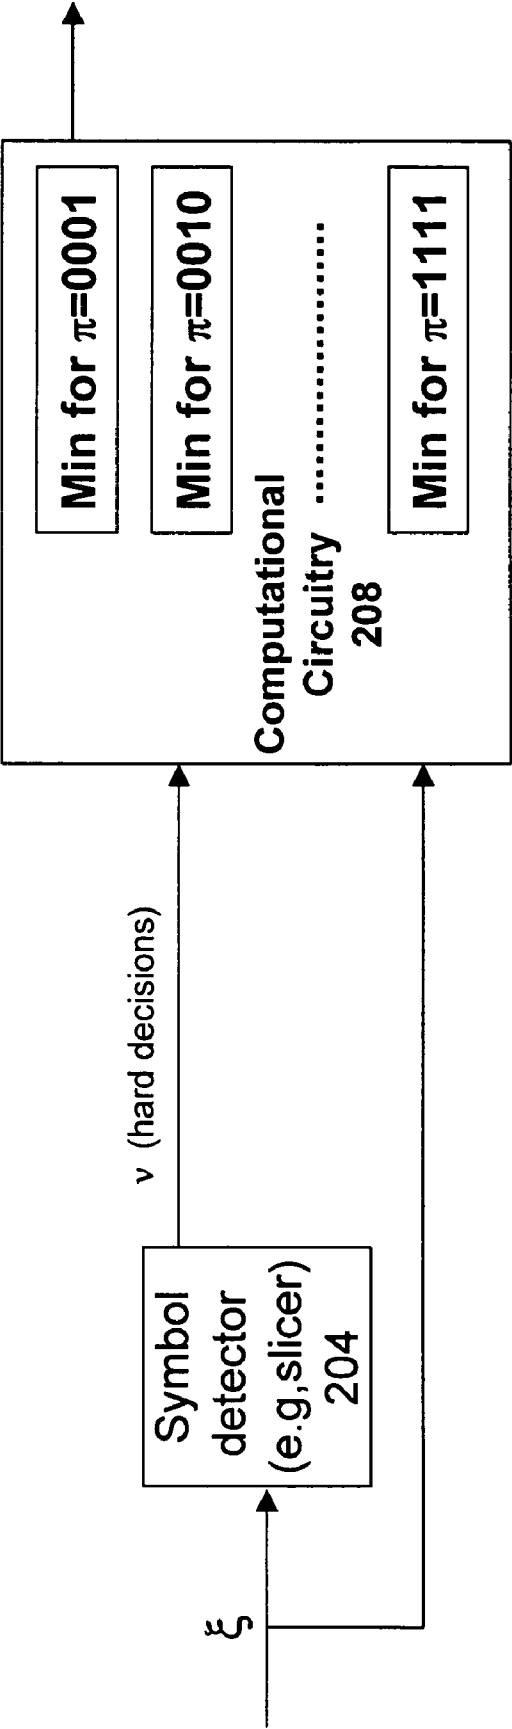 ξ
Symbol
detector
(e.g,slicer)
204
ν (hard decisions)
Min for π=0001
Min for π=0010
Computational
Circuitry ......................
208
Min for π=1111